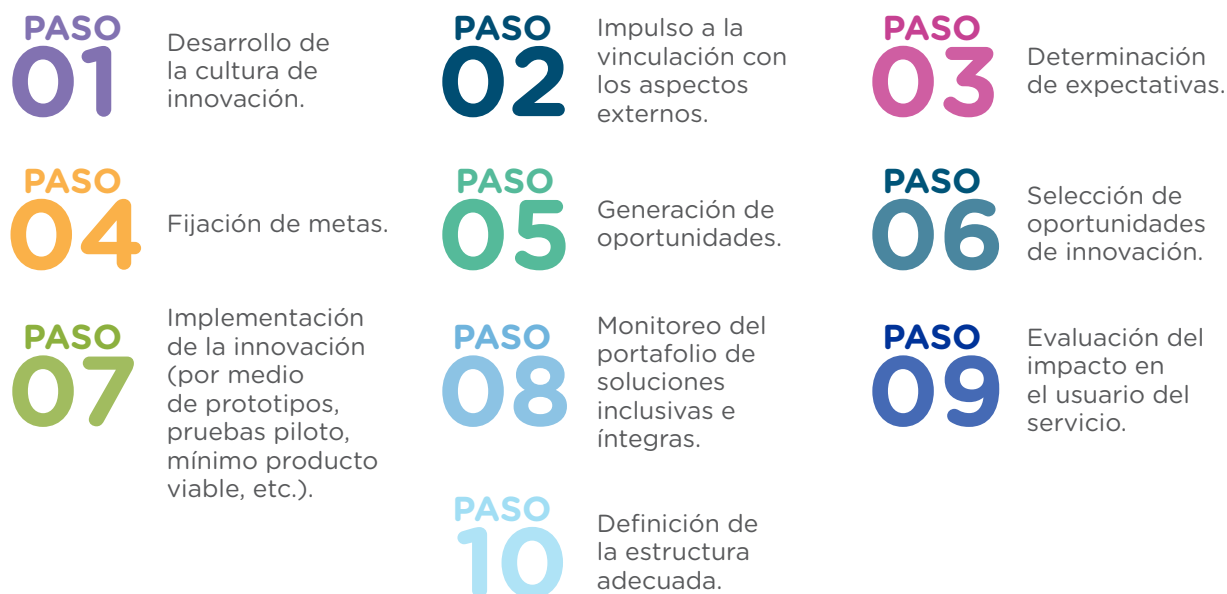 PASO
01
Desarrollo de
la cultura de
innovación.
PASO
02
Impulso a la
vinculación con
los aspectos
externos.
PASO
03
Determinación
de expectativas.
PASO
04
Fijación de metas.
PASO
05
Generación de
oportunidades.
PASO
06
Selección de
oportunidades
de innovación.
PASO
07
Implementación
de la innovación
(por medio
de prototipos,
pruebas piloto,
mínimo producto
viable, etc.).
PASO
08
Monitoreo del
portafolio de
soluciones
inclusivas e
íntegras.
PASO
09
Evaluación del
impacto en
el usuario del
servicio.
PASO
10
Definición de
la estructura
adecuada.